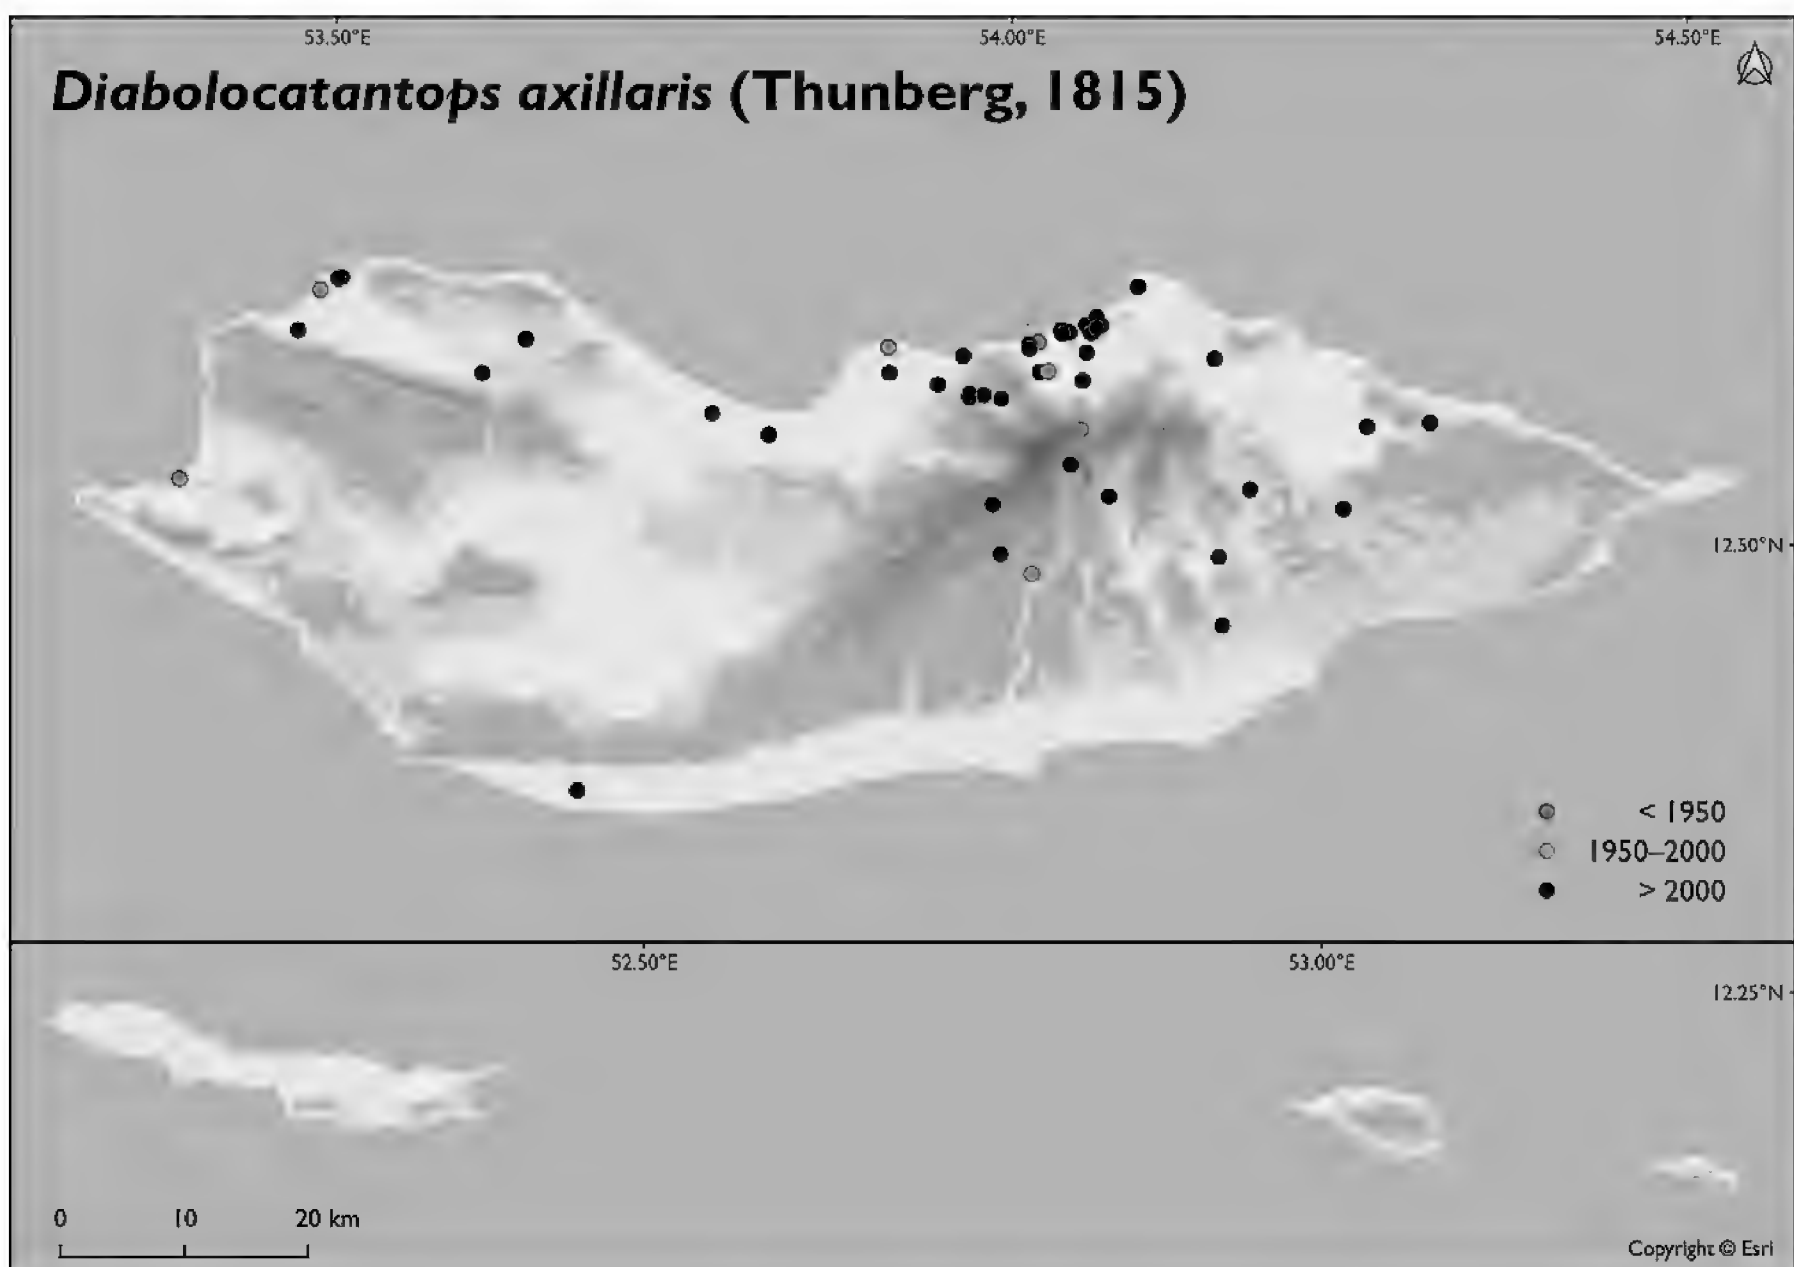 53.50°E 54.00°E 54.50°E
Diabolocatantops axillaris (Thunberg, 1815)
12.50°N
< 1950
1950–2000
> 2000
52.50°E 53.00°E
12.25°N
0 10 20 km
Copyright © Esri